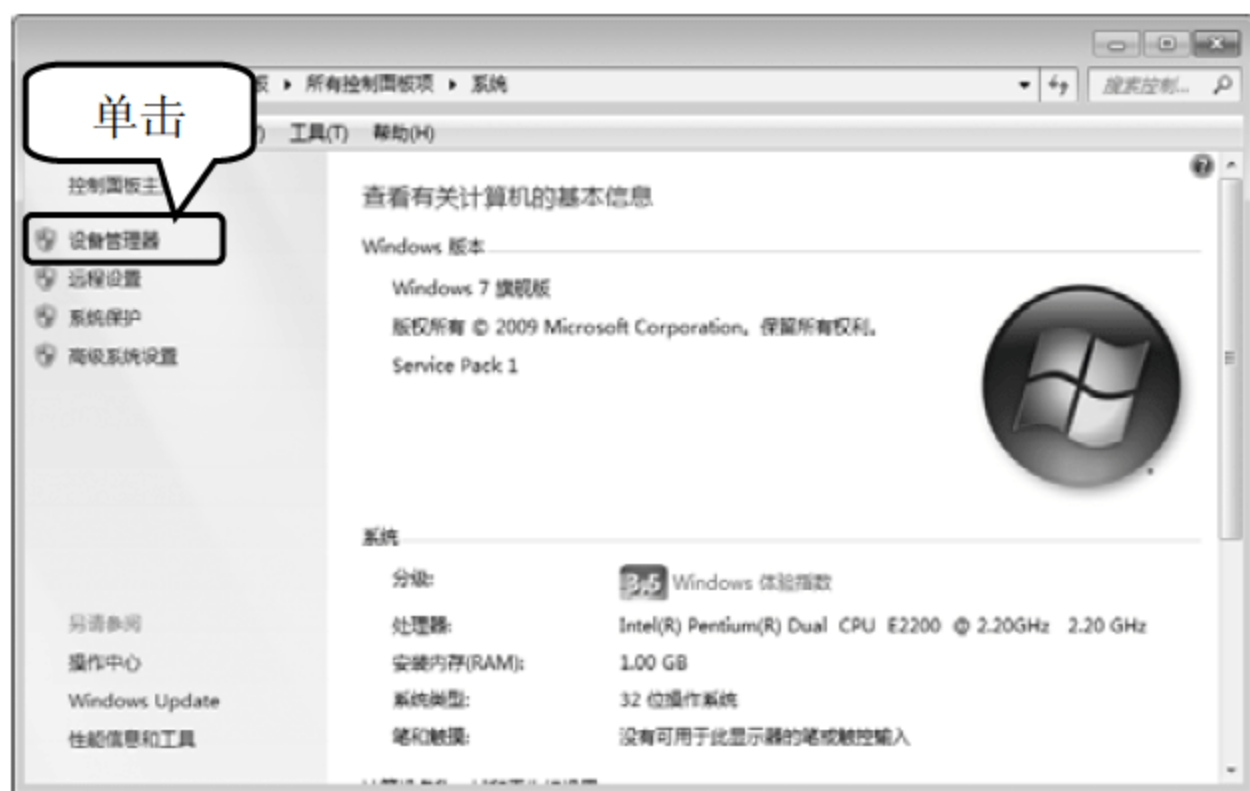 单击
板 ▸ 所有控制面板项 ▸ 系统
搜索控制...
工具(T) 帮助(H)
控制面板主
设备管理器
远程设置
系统保护
高级系统设置
另请参阅
操作中心
Windows Update
性能信息和工具
查看有关计算机的基本信息
Windows 版本
Windows 7 旗舰版
版权所有 © 2009 Microsoft Corporation。保留所有权利。
Service Pack 1
系统
分级: 3.5 Windows 体验指数
处理器: Intel(R) Pentium(R) Dual CPU E2200 @ 2.20GHz 2.20 GHz
安装内存(RAM): 1.00 GB
系统类型: 32 位操作系统
笔和触摸: 没有可用于此显示器的笔或触控输入